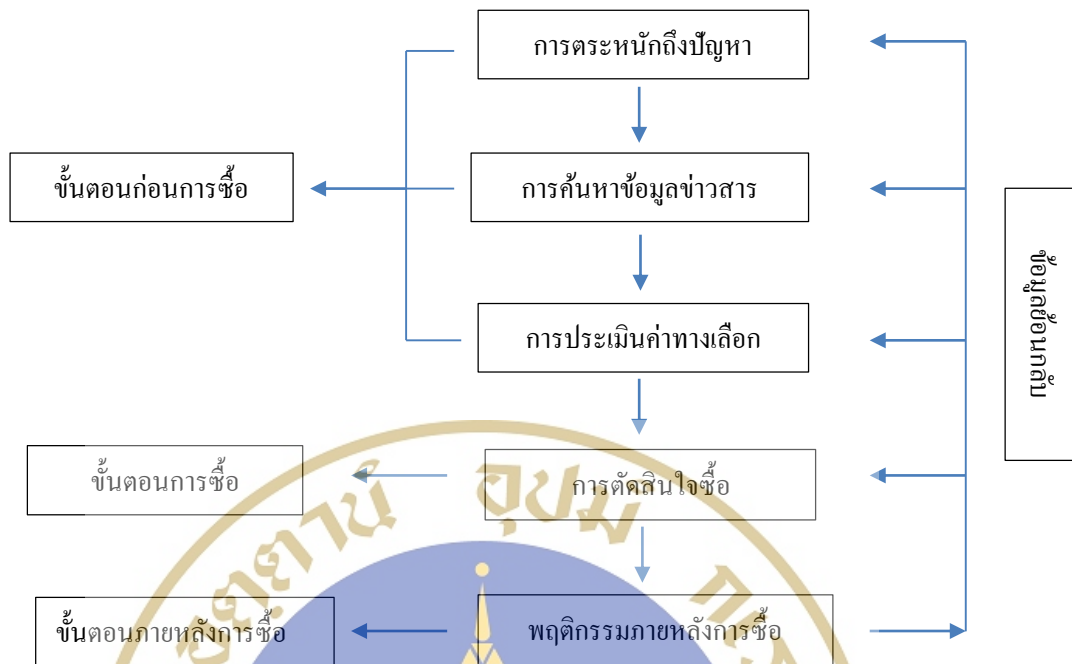 การตระหนักถึงปัญหา
ขั้นตอนก่อนการซื้อ
การค้นหาข้อมูลข่าวสาร
ข้อมูลย้อนกลับ
การประเมินค่าทางเลือก
ขั้นตอนการซื้อ
การตัดสินใจซื้อ
ขั้นตอนภายหลังการซื้อ
พฤติกรรมภายหลังการซื้อ
อุปมํ